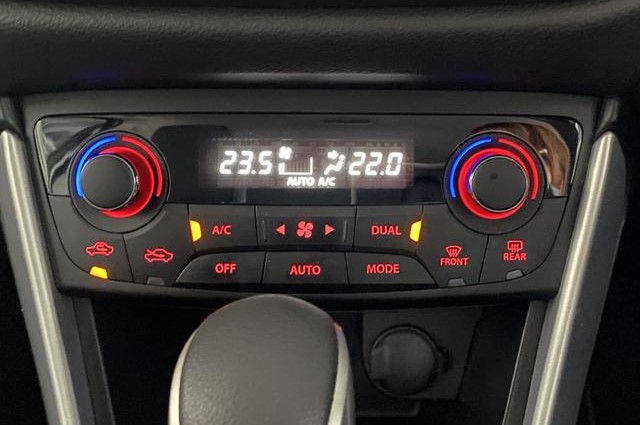 23.5 22.0
AUTO A/C
A/C DUAL
OFF AUTO MODE FRONT REAR